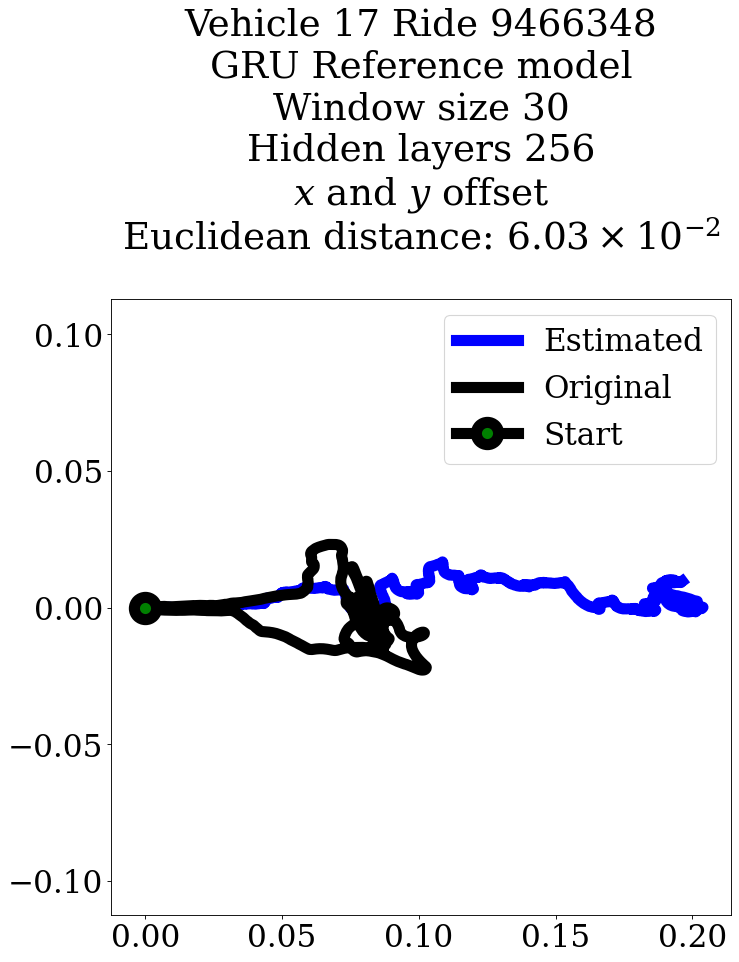 Vehicle 17 Ride 9466348
GRU Reference model
Window size 30
Hidden layers 256
x and y offset
Euclidean distance: 6.03 × 10⁻²
Estimated
Original
Start
0.10
0.05
0.00
−0.05
−0.10
0.00 0.05 0.10 0.15 0.20